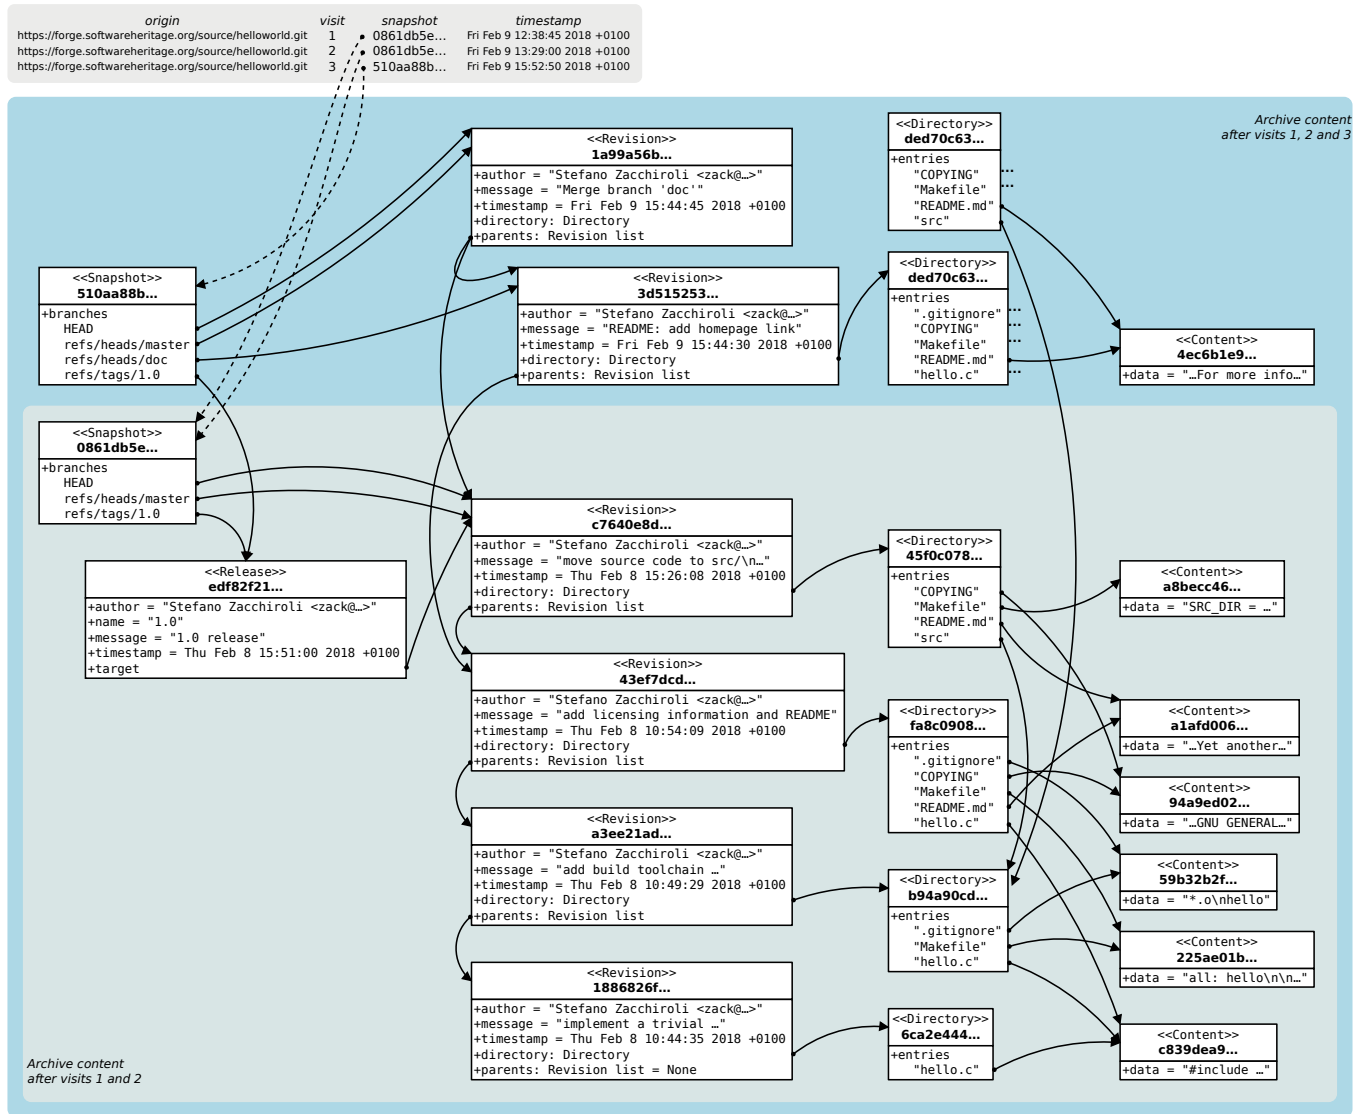 origin visit snapshot timestamp
https://forge.softwareheritage.org/source/helloworld.git 1 0861db5e… Fri Feb 9 12:38:45 2018 +0100
https://forge.softwareheritage.org/source/helloworld.git 2 0861db5e… Fri Feb 9 13:29:00 2018 +0100
https://forge.softwareheritage.org/source/helloworld.git 3 510aa88b… Fri Feb 9 15:52:50 2018 +0100
Archive content
after visits 1, 2 and 3
<<Snapshot>>
510aa88b…
+branches
HEAD
refs/heads/master
refs/heads/doc
refs/tags/1.0
<<Revision>>
1a99a56b…
+author = "Stefano Zacchiroli <zack@…>"
+message = "Merge branch 'doc'"
+timestamp = Fri Feb 9 15:44:45 2018 +0100
+directory: Directory
+parents: Revision list
<<Revision>>
3d515253…
+author = "Stefano Zacchiroli <zack@…>"
+message = "README: add homepage link"
+timestamp = Fri Feb 9 15:44:30 2018 +0100
+directory: Directory
+parents: Revision list
<<Directory>>
ded70c63…
+entries
"COPYING" …
"Makefile" …
"README.md"
"src"
<<Directory>>
ded70c63…
+entries
".gitignore" …
"COPYING" …
"Makefile" …
"README.md"
"hello.c" …
<<Content>>
4ec6b1e9…
+data = "…For more info…"
<<Snapshot>>
0861db5e…
+branches
HEAD
refs/heads/master
refs/tags/1.0
<<Release>>
edf82f21…
+author = "Stefano Zacchiroli <zack@…>"
+name = "1.0"
+message = "1.0 release"
+timestamp = Thu Feb 8 15:51:00 2018 +0100
+target
<<Revision>>
c7640e8d…
+author = "Stefano Zacchiroli <zack@…>"
+message = "move source code to src/\n…"
+timestamp = Thu Feb 8 15:26:08 2018 +0100
+directory: Directory
+parents: Revision list
<<Revision>>
43ef7dcd…
+author = "Stefano Zacchiroli <zack@…>"
+message = "add licensing information and README"
+timestamp = Thu Feb 8 10:54:09 2018 +0100
+directory: Directory
+parents: Revision list
<<Revision>>
a3ee21ad…
+author = "Stefano Zacchiroli <zack@…>"
+message = "add build toolchain …"
+timestamp = Thu Feb 8 10:49:29 2018 +0100
+directory: Directory
+parents: Revision list
<<Revision>>
1886826f…
+author = "Stefano Zacchiroli <zack@…>"
+message = "implement a trivial …"
+timestamp = Thu Feb 8 10:44:35 2018 +0100
+directory: Directory
+parents: Revision list = None
<<Directory>>
45f0c078…
+entries
"COPYING"
"Makefile"
"README.md"
"src"
<<Directory>>
fa8c0908…
+entries
".gitignore"
"COPYING"
"Makefile"
"README.md"
"hello.c"
<<Directory>>
b94a90cd…
+entries
".gitignore"
"Makefile"
"hello.c"
<<Directory>>
6ca2e444…
+entries
"hello.c"
<<Content>>
a8becc46…
+data = "SRC_DIR = …"
<<Content>>
a1afd006…
+data = "…Yet another…"
<<Content>>
94a9ed02…
+data = "…GNU GENERAL…"
<<Content>>
59b32b2f…
+data = "*.o\nhello"
<<Content>>
225ae01b…
+data = "all: hello\n\n…"
<<Content>>
c839dea9…
+data = "#include …"
Archive content
after visits 1 and 2